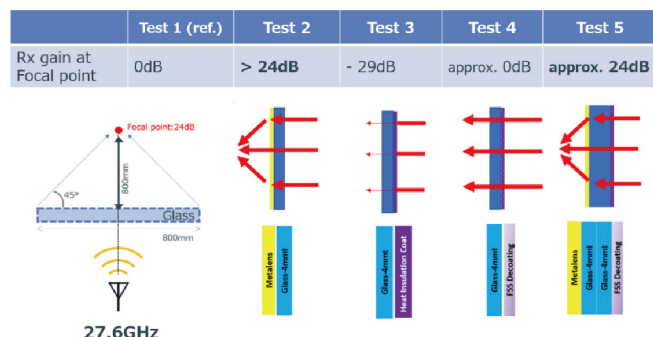 Test 1 (ref.) Test 2 Test 3 Test 4 Test 5
Rx gain at Focal point 0dB > 24dB - 29dB approx. 0dB approx. 24dB
Focal point:24dB
800mm
45°
Glass
800mm
27.6GHz
Metalens
Glass-4mmt
Glass-4mmt
Heat Insulation Coat
Glass-4mmt
FSS Decoating
Metalens
Glass-4mmt
Glass-4mmt
FSS Decoating